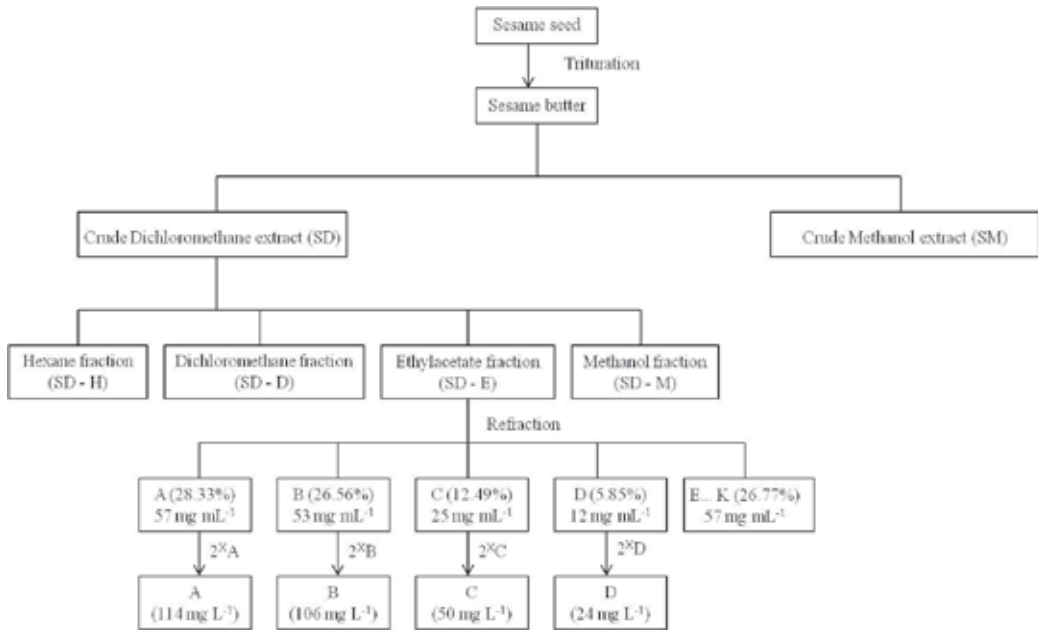 Sesame seed
Trituration
Sesame butter
Crude Dichloromethane extract (SD)
Crude Methanol extract (SM)
Hexane fraction
(SD - H)
Dichloromethane fraction
(SD - D)
Ethylacetate fraction
(SD - E)
Methanol fraction
(SD - M)
Refraction
A (28.33%)
57 mg mL⁻¹
B (26.56%)
53 mg mL⁻¹
C (12.49%)
25 mg mL⁻¹
D (5.85%)
12 mg mL⁻¹
E... K (26.77%)
57 mg mL⁻¹
2ˣA
2ˣB
2ˣC
2ˣD
A
(114 mg L⁻¹)
B
(106 mg L⁻¹)
C
(50 mg L⁻¹)
D
(24 mg L⁻¹)